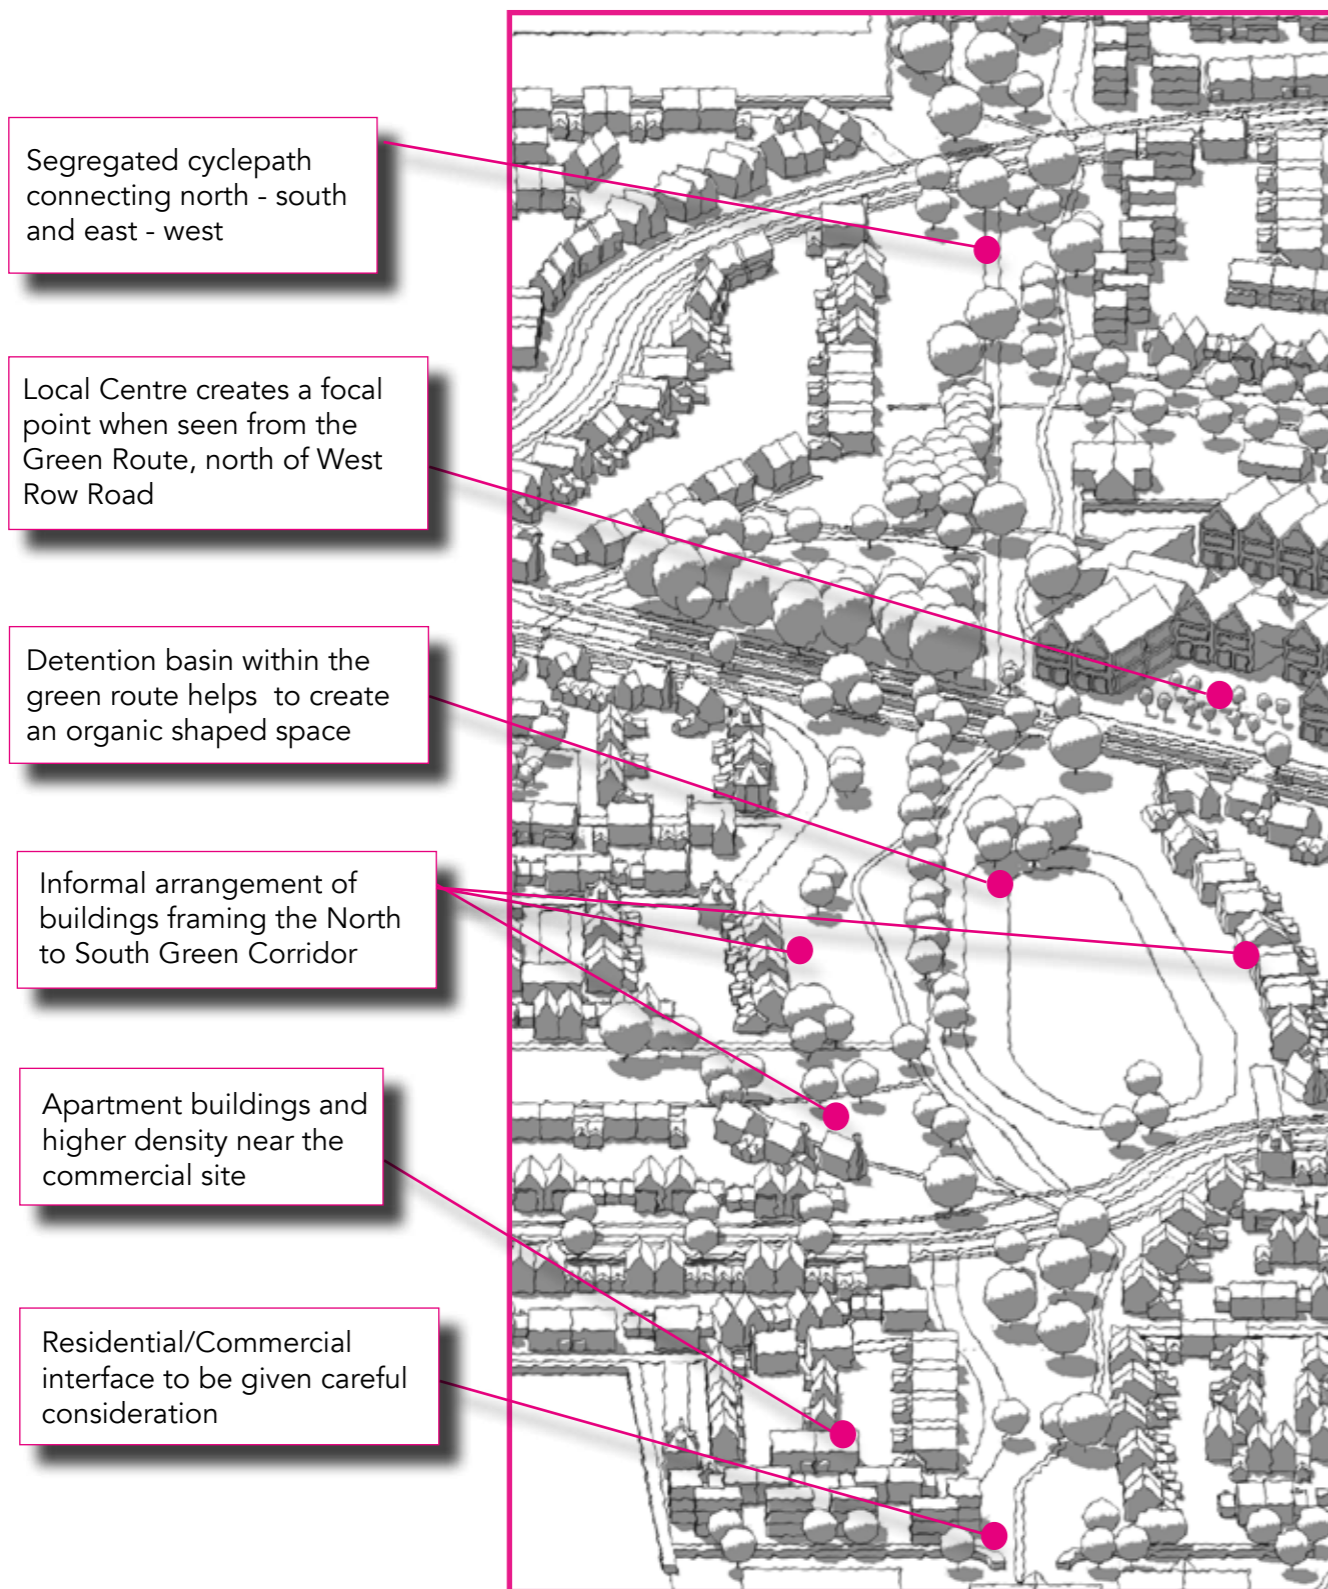 Segregated cyclepath
connecting north - south
and east - west
Local Centre creates a focal
point when seen from the
Green Route, north of West
Row Road
Detention basin within the
green route helps  to create
an organic shaped space
Informal arrangement of
buildings framing the North
to South Green Corridor
Apartment buildings and
higher density near the
commercial site
Residential/Commercial
interface to be given careful
consideration